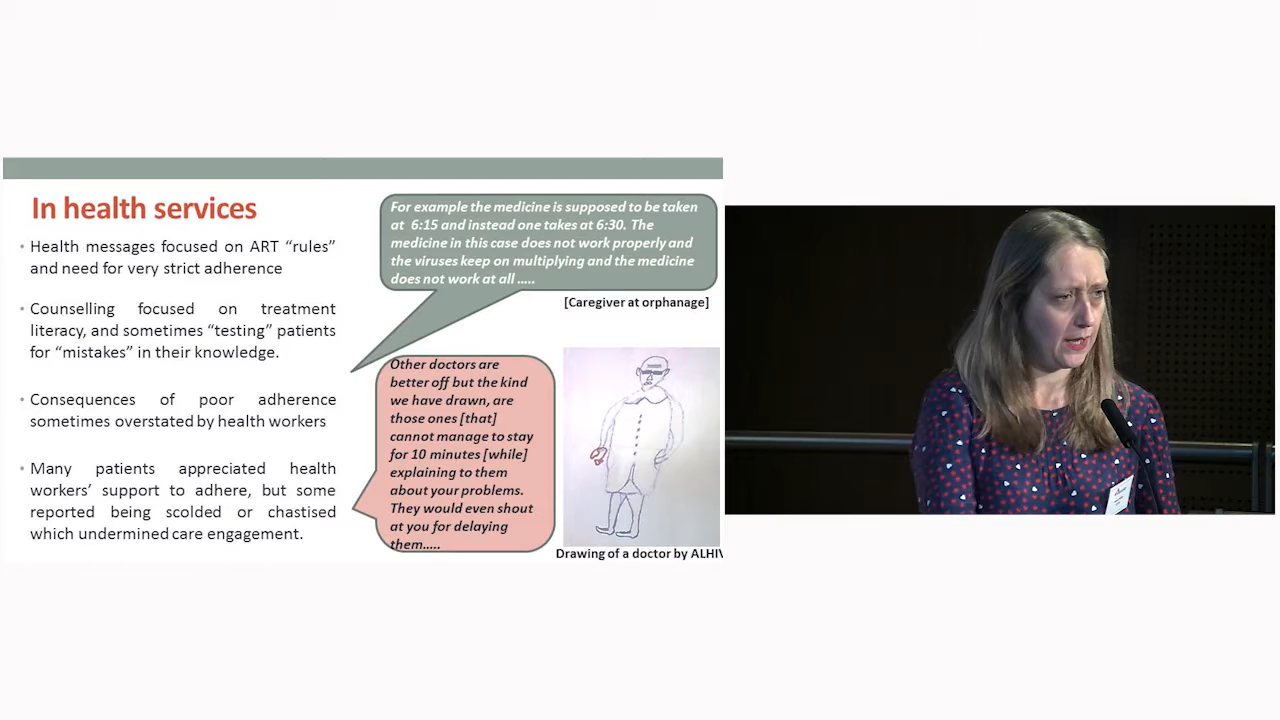 In health services
• Health messages focused on ART “rules”
and need for very strict adherence
• Counselling focused on treatment
literacy, and sometimes “testing” patients
for “mistakes” in their knowledge.
• Consequences of poor adherence
sometimes overstated by health workers
• Many patients appreciated health
workers’ support to adhere, but some
reported being scolded or chastised
which undermined care engagement.
For example the medicine is supposed to be taken
at 6:15 and instead one takes at 6:30. The
medicine in this case does not work properly and
the viruses keep on multiplying and the medicine
does not work at all .....
[Caregiver at orphanage]
Other doctors are
better off but the kind
we have drawn, are
those ones [that]
cannot manage to stay
for 10 minutes [while]
explaining to them
about your problems.
They would even shout
at you for delaying
them.....
Drawing of a doctor by ALHIV